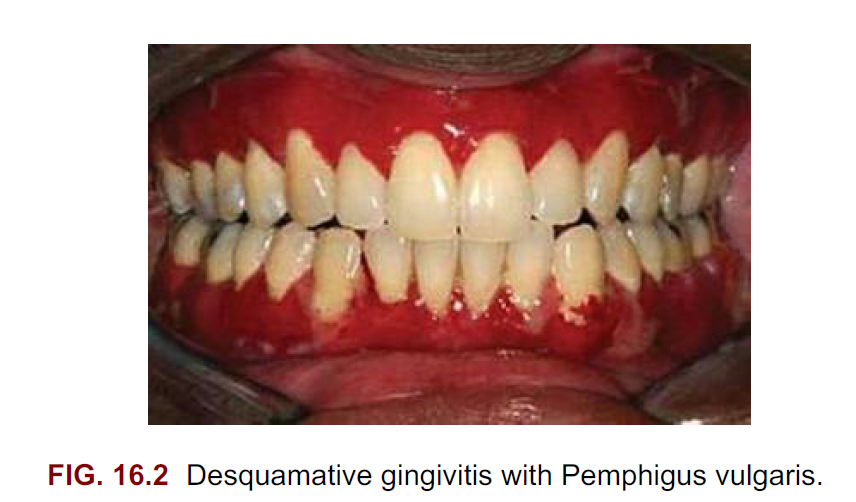 FIG. 16.2 Desquamative gingivitis with Pemphigus vulgaris.